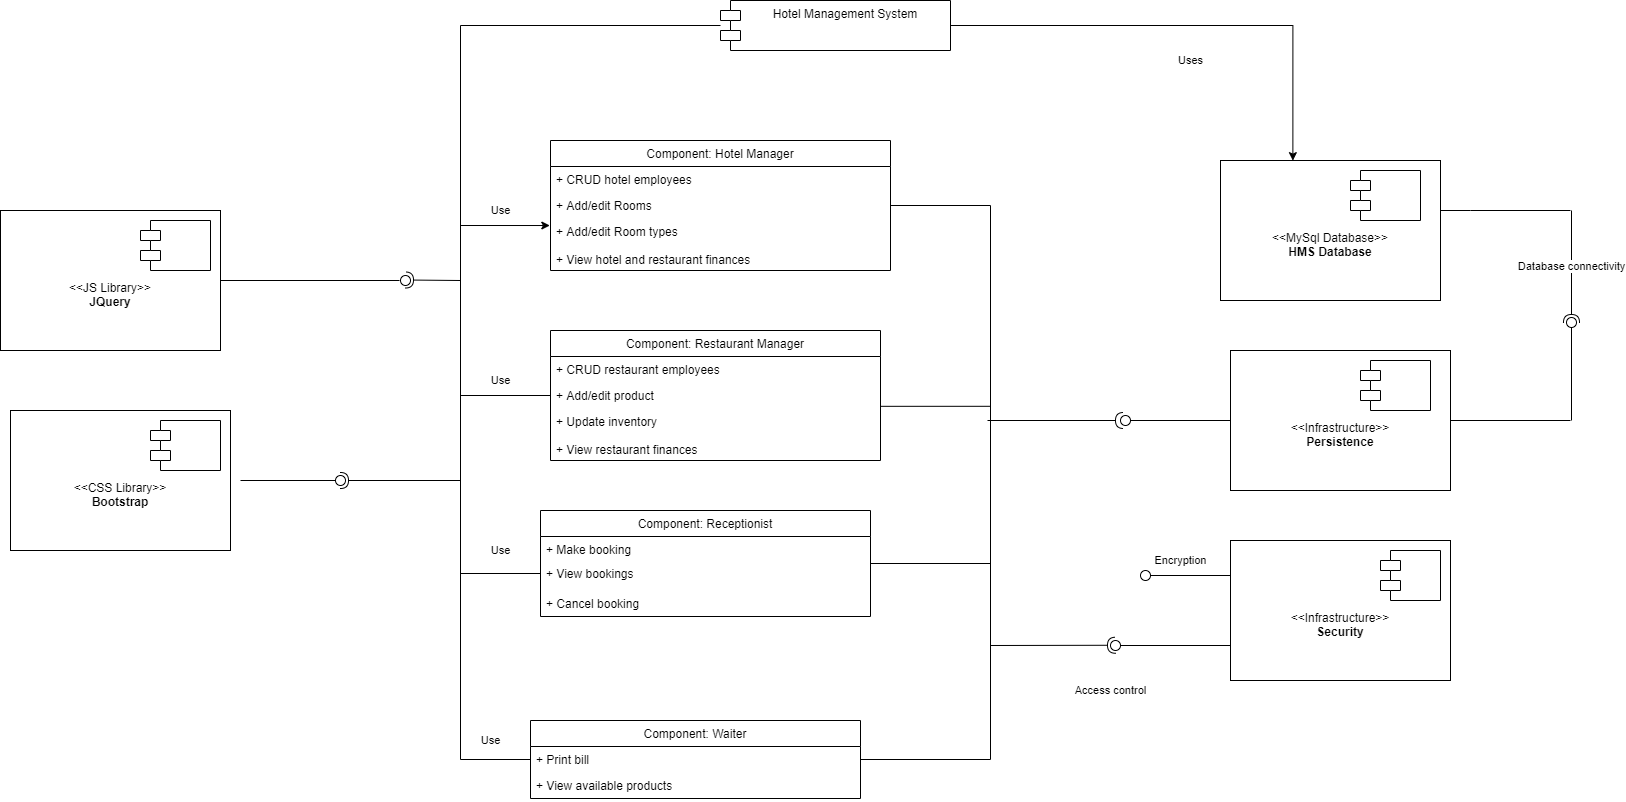 Hotel Management System
Uses
Component: Hotel Manager
+ CRUD hotel employees
+ Add/edit Rooms
+ Add/edit Room types
+ View hotel and restaurant finances
Use
<<JS Library>>
JQuery
<<MySql Database>>
HMS Database
Database connectivity
Component: Restaurant Manager
+ CRUD restaurant employees
+ Add/edit product
+ Update inventory
+ View restaurant finances
Use
<<Infrastructure>>
Persistence
<<CSS Library>>
Bootstrap
Component: Receptionist
+ Make booking
+ View bookings
+ Cancel booking
Use
Encryption
<<Infrastructure>>
Security
Access control
Component: Waiter
+ Print bill
+ View available products
Use